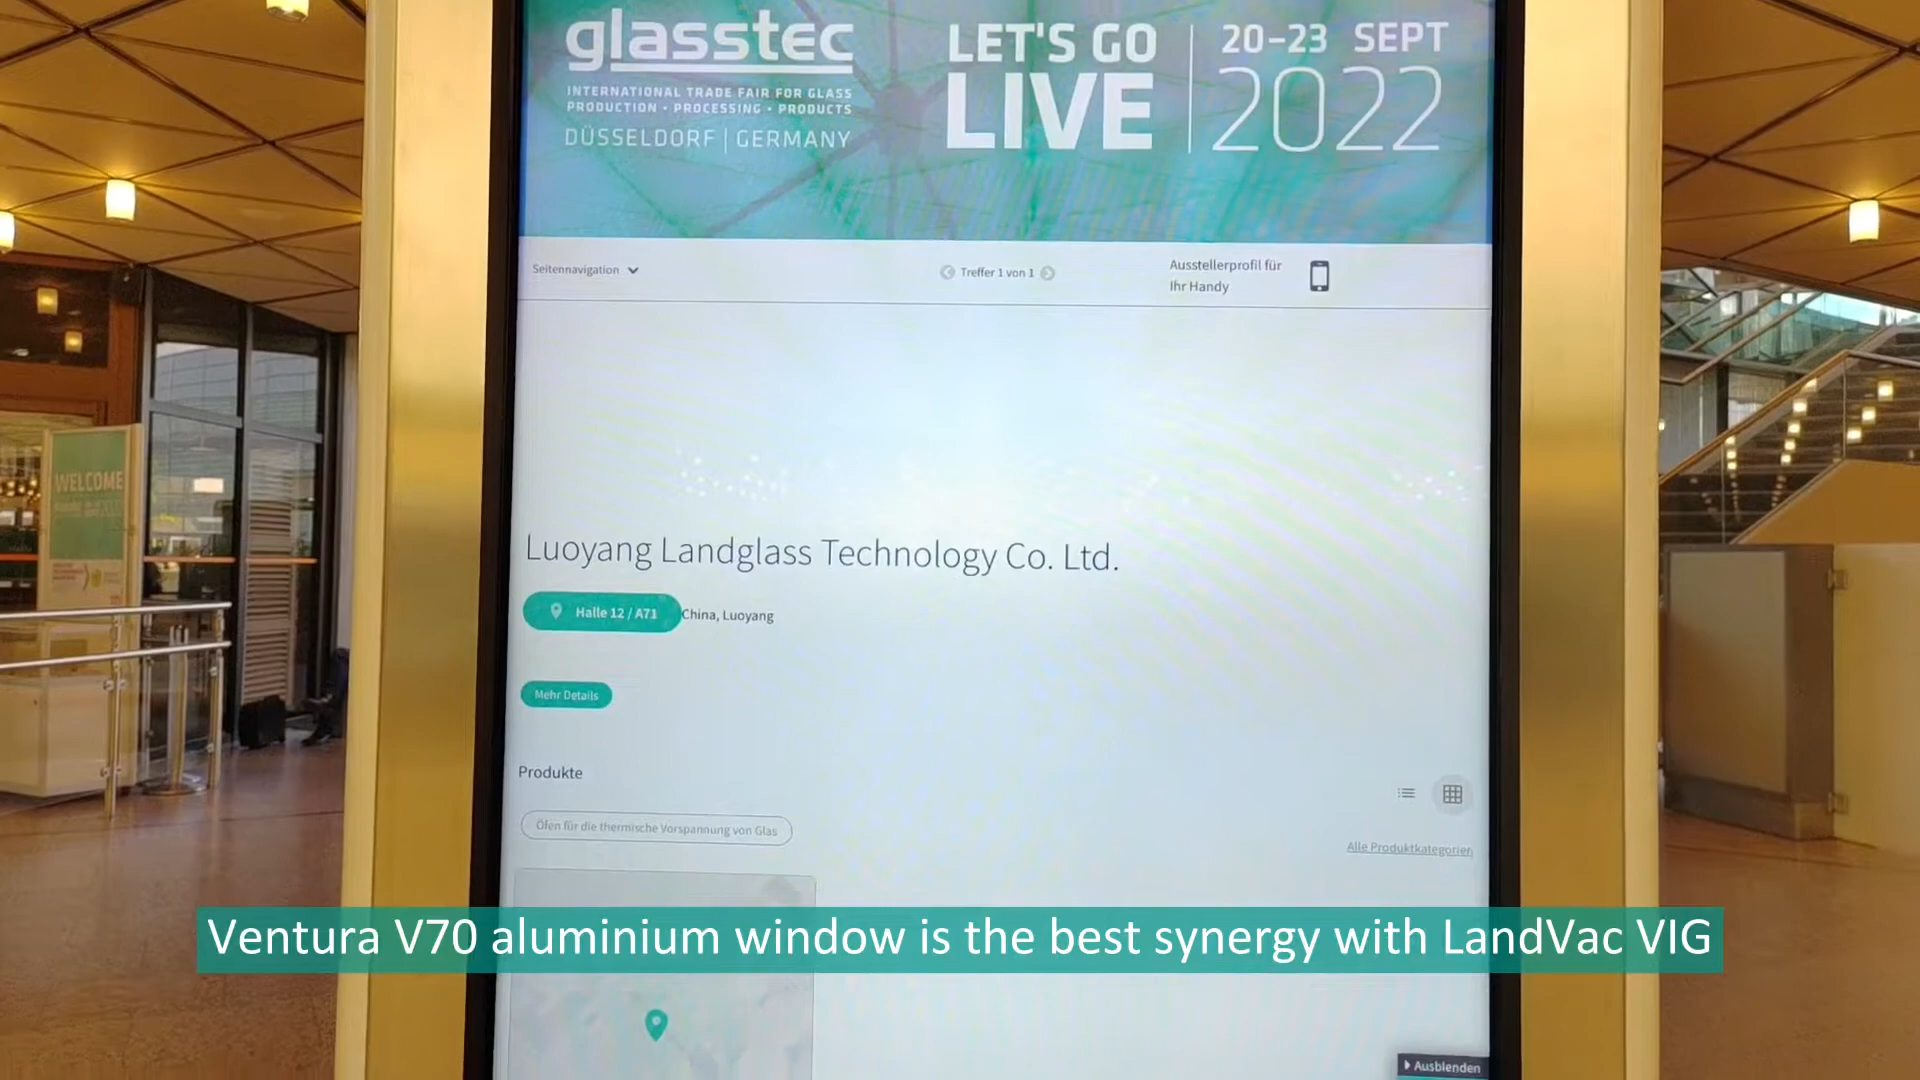 glasstec
INTERNATIONAL TRADE FAIR FOR GLASS
PRODUCTION • PROCESSING • PRODUCTS
DÜSSELDORF | GERMANY
LET'S GO
LIVE
20–23 SEPT
2022
Seitennavigation
Treffer 1 von 1
Ausstellerprofil für
Ihr Handy
WELCOME
Luoyang Landglass Technology Co. Ltd.
Halle 12 / A71
China, Luoyang
Mehr Details
Produkte
Öfen für die thermische Vorspannung von Glas
Alle Produktkategorien
Ventura V70 aluminium window is the best synergy with LandVac VIG
Ausblenden